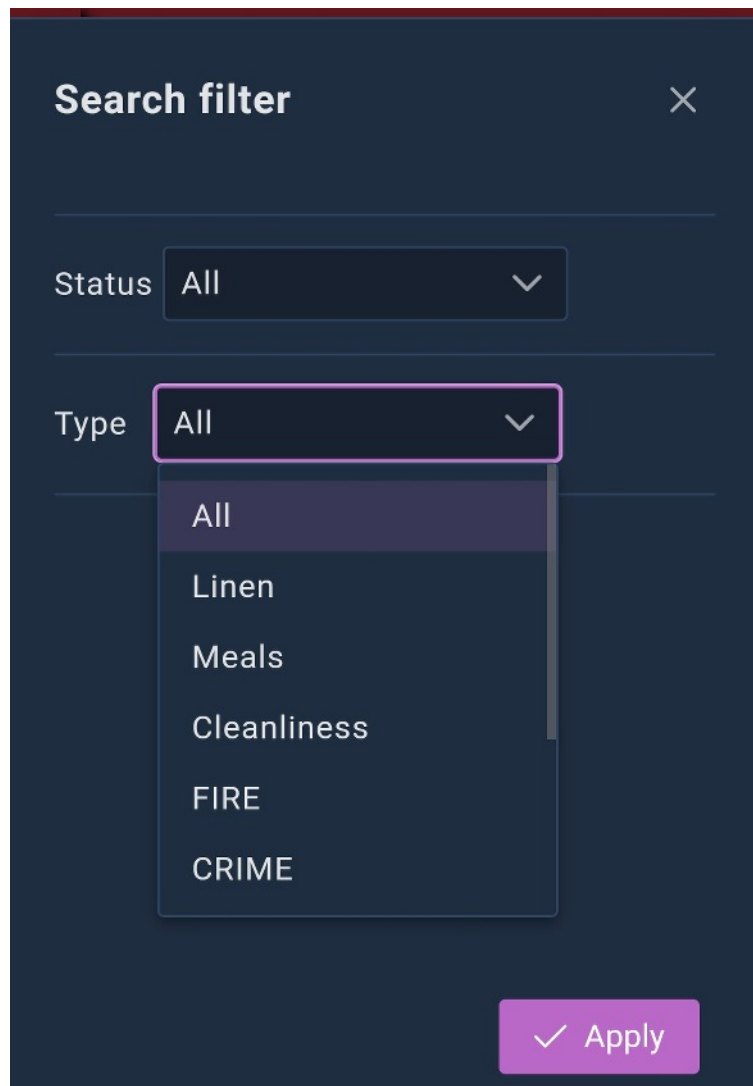 Search filter
Status All
Type All
All
Linen
Meals
Cleanliness
FIRE
CRIME
Apply